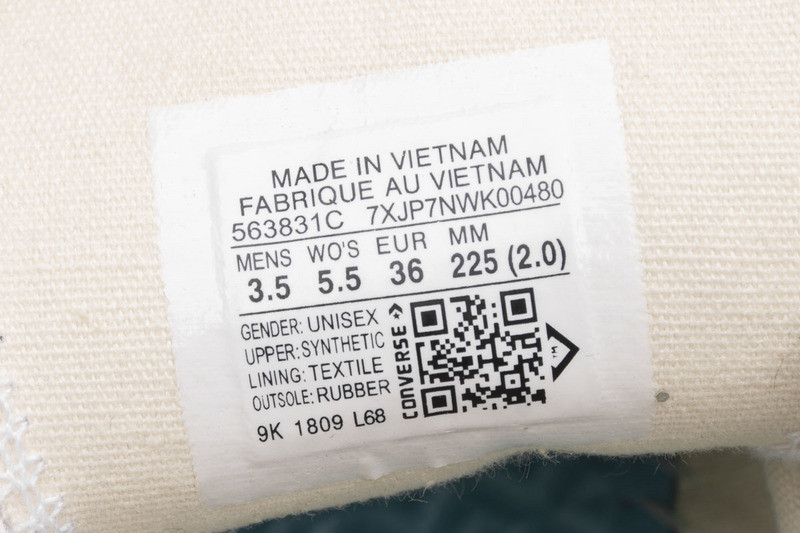 MADE IN VIETNAM
FABRIQUE AU VIETNAM
563831C 7XJP7NWK00480
MENS WO'S EUR MM
3.5 5.5 36 225 (2.0)
GENDER: UNISEX
UPPER: SYNTHETIC
LINING: TEXTILE
OUTSOLE: RUBBER
9K 1809 L68
CONVERSE
TM